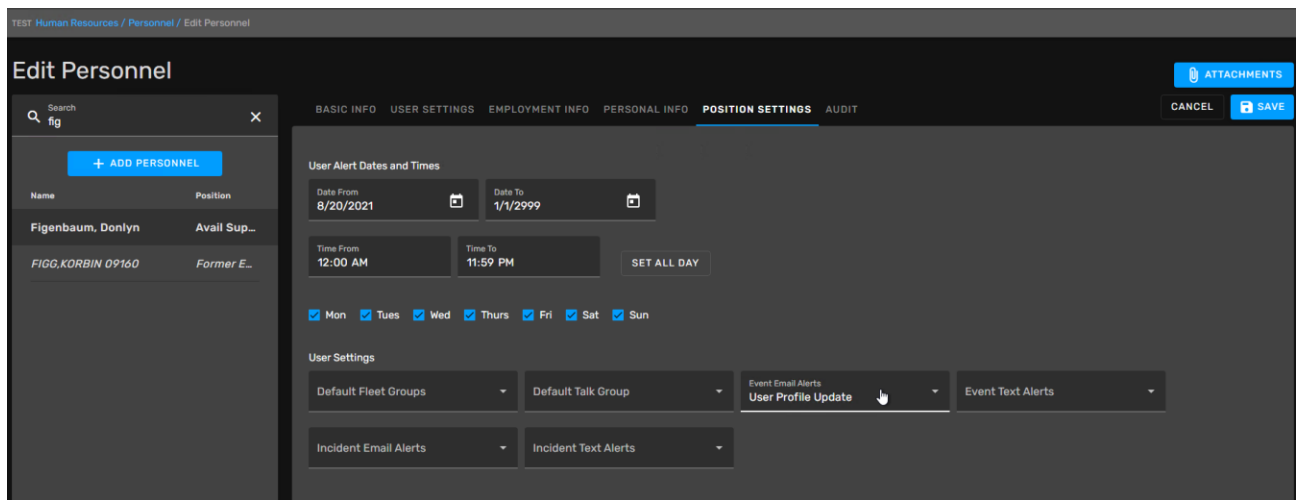 TEST Human Resources / Personnel / Edit Personnel
Edit Personnel
ATTACHMENTS
Search
fig
BASIC INFO USER SETTINGS EMPLOYMENT INFO PERSONAL INFO POSITION SETTINGS AUDIT
CANCEL SAVE
+ ADD PERSONNEL
Name Position
Figenbaum, Donlyn Avail Sup...
FIGG,KORBIN 09160 Former E...
User Alert Dates and Times
Date From Date To
8/20/2021 1/1/2999
Time From Time To
12:00 AM 11:59 PM SET ALL DAY
Mon Tues Wed Thurs Fri Sat Sun
User Settings
Default Fleet Groups Default Talk Group Event Email Alerts Event Text Alerts
User Profile Update
Incident Email Alerts Incident Text Alerts